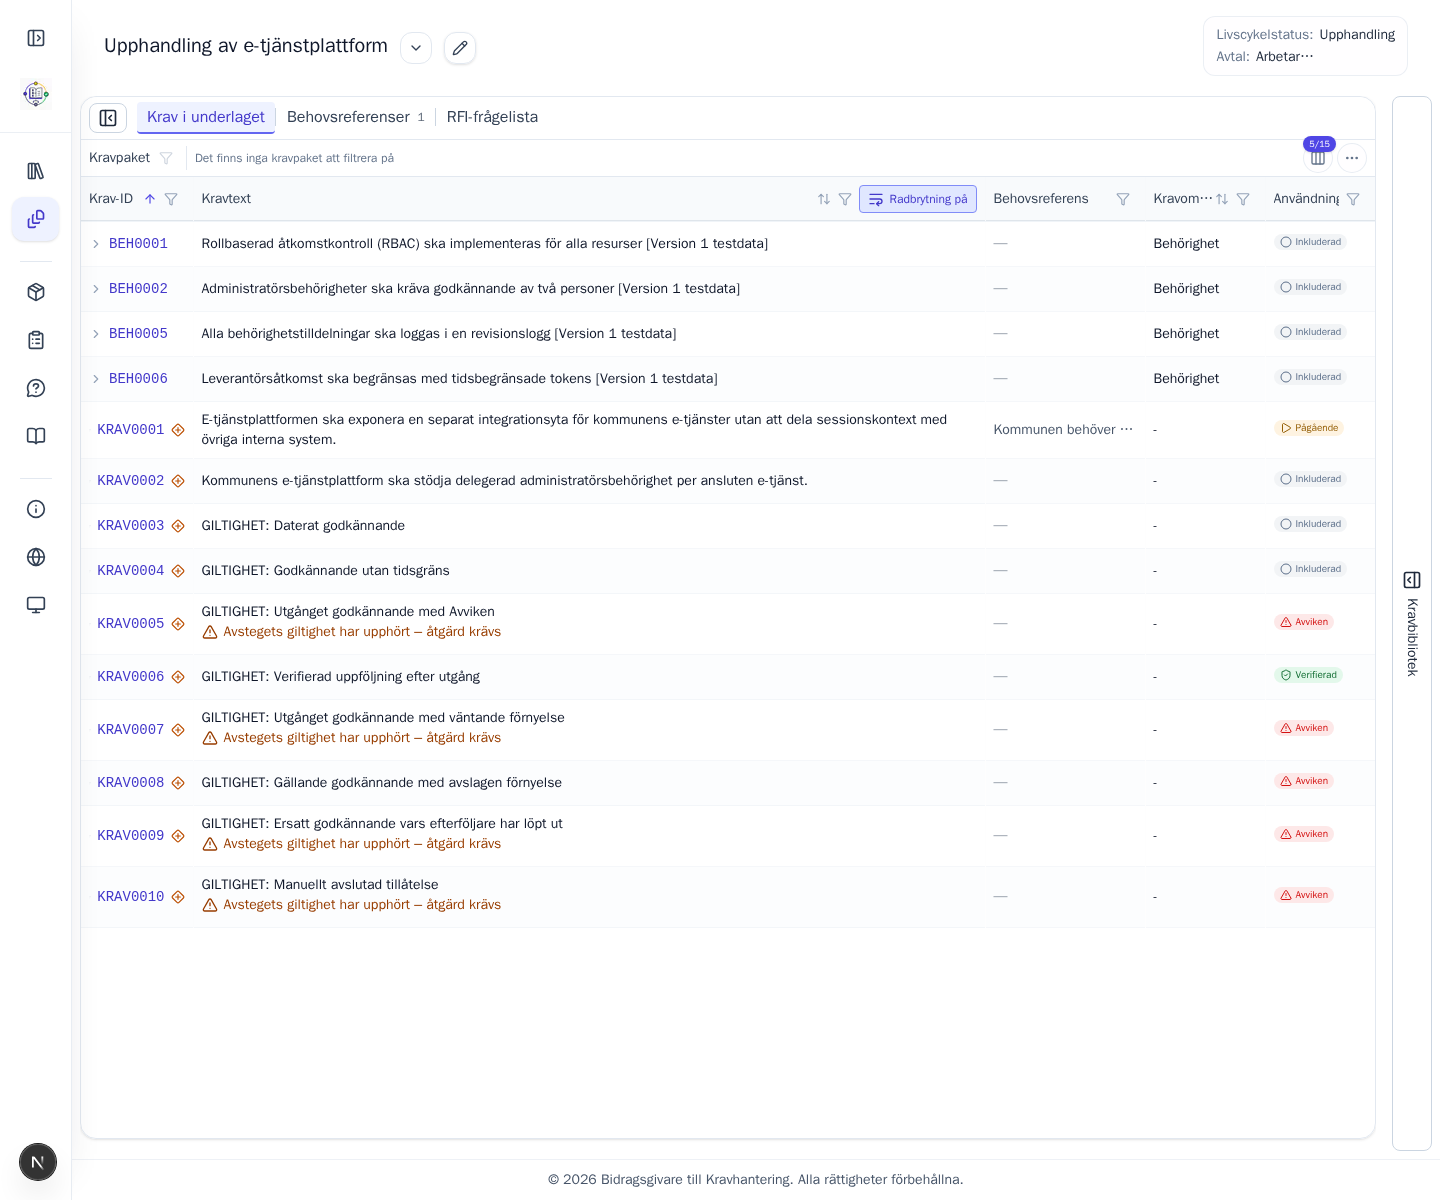 Upphandling av e-tjänstplattform
Livscykelstatus: Upphandling
Avtal: Arbetar···
Krav i underlaget
Behovsreferenser 1
RFI-frågelista
Kravpaket
Det finns inga kravpaket att filtrera på
5/15
Krav-ID
Kravtext
Radbrytning på
Behovsreferens
Kravom···
Användning
BEH0001 Rollbaserad åtkomstkontroll (RBAC) ska implementeras för alla resurser [Version 1 testdata] — Behörighet Inkluderad
BEH0002 Administratörsbehörigheter ska kräva godkännande av två personer [Version 1 testdata] — Behörighet Inkluderad
BEH0005 Alla behörighetstilldelningar ska loggas i en revisionslogg [Version 1 testdata] — Behörighet Inkluderad
BEH0006 Leverantörsåtkomst ska begränsas med tidsbegränsade tokens [Version 1 testdata] — Behörighet Inkluderad
KRAV0001 E-tjänstplattformen ska exponera en separat integrationsyta för kommunens e-tjänster utan att dela sessionskontext med
övriga interna system.
Kommunen behöver ··· - Pågående
KRAV0002 Kommunens e-tjänstplattform ska stödja delegerad administratörsbehörighet per ansluten e-tjänst. — - Inkluderad
KRAV0003 GILTIGHET: Daterat godkännande — - Inkluderad
KRAV0004 GILTIGHET: Godkännande utan tidsgräns — - Inkluderad
KRAV0005 GILTIGHET: Utgånget godkännande med Avviken
Avstegets giltighet har upphört – åtgärd krävs
— - Avviken
KRAV0006 GILTIGHET: Verifierad uppföljning efter utgång — - Verifierad
KRAV0007 GILTIGHET: Utgånget godkännande med väntande förnyelse
Avstegets giltighet har upphört – åtgärd krävs
— - Avviken
KRAV0008 GILTIGHET: Gällande godkännande med avslagen förnyelse — - Avviken
KRAV0009 GILTIGHET: Ersatt godkännande vars efterföljare har löpt ut
Avstegets giltighet har upphört – åtgärd krävs
— - Avviken
KRAV0010 GILTIGHET: Manuellt avslutad tillåtelse
Avstegets giltighet har upphört – åtgärd krävs
— - Avviken
Kravbibliotek
N
© 2026 Bidragsgivare till Kravhantering. Alla rättigheter förbehållna.